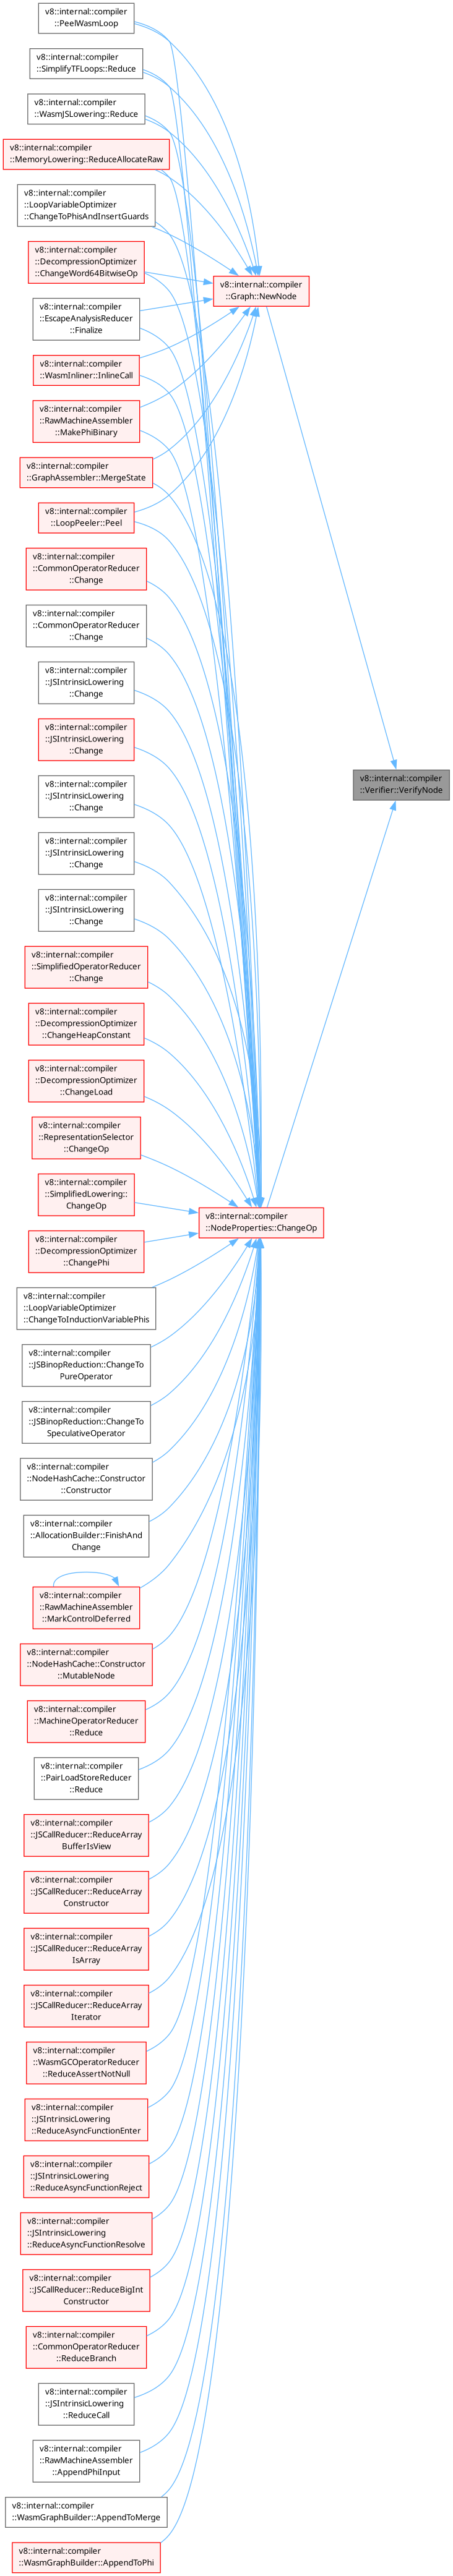 v8::internal::compiler
::PeelWasmLoop
v8::internal::compiler
::SimplifyTFLoops::Reduce
v8::internal::compiler
::WasmJSLowering::Reduce
v8::internal::compiler
::MemoryLowering::ReduceAllocateRaw
v8::internal::compiler
::LoopVariableOptimizer
::ChangeToPhisAndInsertGuards
v8::internal::compiler
::DecompressionOptimizer
::ChangeWord64BitwiseOp
v8::internal::compiler
::Graph::NewNode
v8::internal::compiler
::EscapeAnalysisReducer
::Finalize
v8::internal::compiler
::WasmInliner::InlineCall
v8::internal::compiler
::RawMachineAssembler
::MakePhiBinary
v8::internal::compiler
::GraphAssembler::MergeState
v8::internal::compiler
::LoopPeeler::Peel
v8::internal::compiler
::CommonOperatorReducer
::Change
v8::internal::compiler
::CommonOperatorReducer
::Change
v8::internal::compiler
::JSIntrinsicLowering
::Change
v8::internal::compiler
::JSIntrinsicLowering
::Change
v8::internal::compiler
::Verifier::VerifyNode
v8::internal::compiler
::JSIntrinsicLowering
::Change
v8::internal::compiler
::JSIntrinsicLowering
::Change
v8::internal::compiler
::JSIntrinsicLowering
::Change
v8::internal::compiler
::SimplifiedOperatorReducer
::Change
v8::internal::compiler
::DecompressionOptimizer
::ChangeHeapConstant
v8::internal::compiler
::DecompressionOptimizer
::ChangeLoad
v8::internal::compiler
::RepresentationSelector
::ChangeOp
v8::internal::compiler
::SimplifiedLowering::
ChangeOp
v8::internal::compiler
::NodeProperties::ChangeOp
v8::internal::compiler
::DecompressionOptimizer
::ChangePhi
v8::internal::compiler
::LoopVariableOptimizer
::ChangeToInductionVariablePhis
v8::internal::compiler
::JSBinopReduction::ChangeTo
PureOperator
v8::internal::compiler
::JSBinopReduction::ChangeTo
SpeculativeOperator
v8::internal::compiler
::NodeHashCache::Constructor
::Constructor
v8::internal::compiler
::AllocationBuilder::FinishAnd
Change
v8::internal::compiler
::RawMachineAssembler
::MarkControlDeferred
v8::internal::compiler
::NodeHashCache::Constructor
::MutableNode
v8::internal::compiler
::MachineOperatorReducer
::Reduce
v8::internal::compiler
::PairLoadStoreReducer
::Reduce
v8::internal::compiler
::JSCallReducer::ReduceArray
BufferIsView
v8::internal::compiler
::JSCallReducer::ReduceArray
Constructor
v8::internal::compiler
::JSCallReducer::ReduceArray
IsArray
v8::internal::compiler
::JSCallReducer::ReduceArray
Iterator
v8::internal::compiler
::WasmGCOperatorReducer
::ReduceAssertNotNull
v8::internal::compiler
::JSIntrinsicLowering
::ReduceAsyncFunctionEnter
v8::internal::compiler
::JSIntrinsicLowering
::ReduceAsyncFunctionReject
v8::internal::compiler
::JSIntrinsicLowering
::ReduceAsyncFunctionResolve
v8::internal::compiler
::JSCallReducer::ReduceBigInt
Constructor
v8::internal::compiler
::CommonOperatorReducer
::ReduceBranch
v8::internal::compiler
::JSIntrinsicLowering
::ReduceCall
v8::internal::compiler
::RawMachineAssembler
::AppendPhiInput
v8::internal::compiler
::WasmGraphBuilder::AppendToMerge
v8::internal::compiler
::WasmGraphBuilder::AppendToPhi